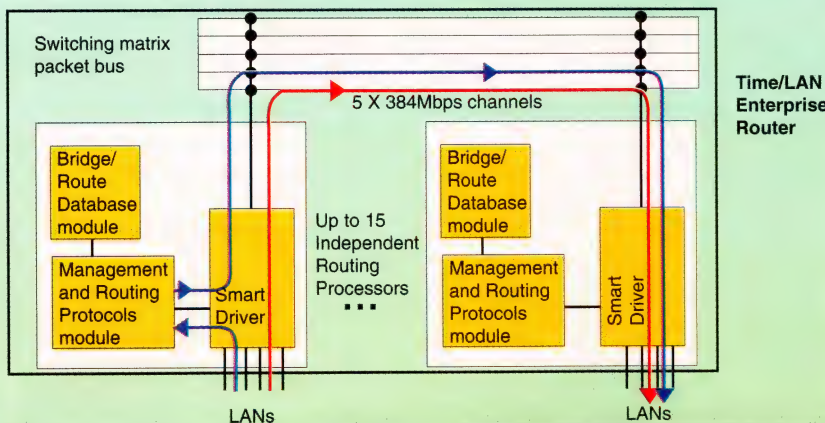 Switching matrix
packet bus
5 X 384Mbps channels
Time/LAN
Enterprise
Router
Bridge/
Route
Database
module
Management
and Routing
Protocols
module
Smart
Driver
Up to 15
Independent
Routing
Processors
...
Bridge/
Route
Database
module
Management
and Routing
Protocols
module
Smart
Driver
LANs
LANs